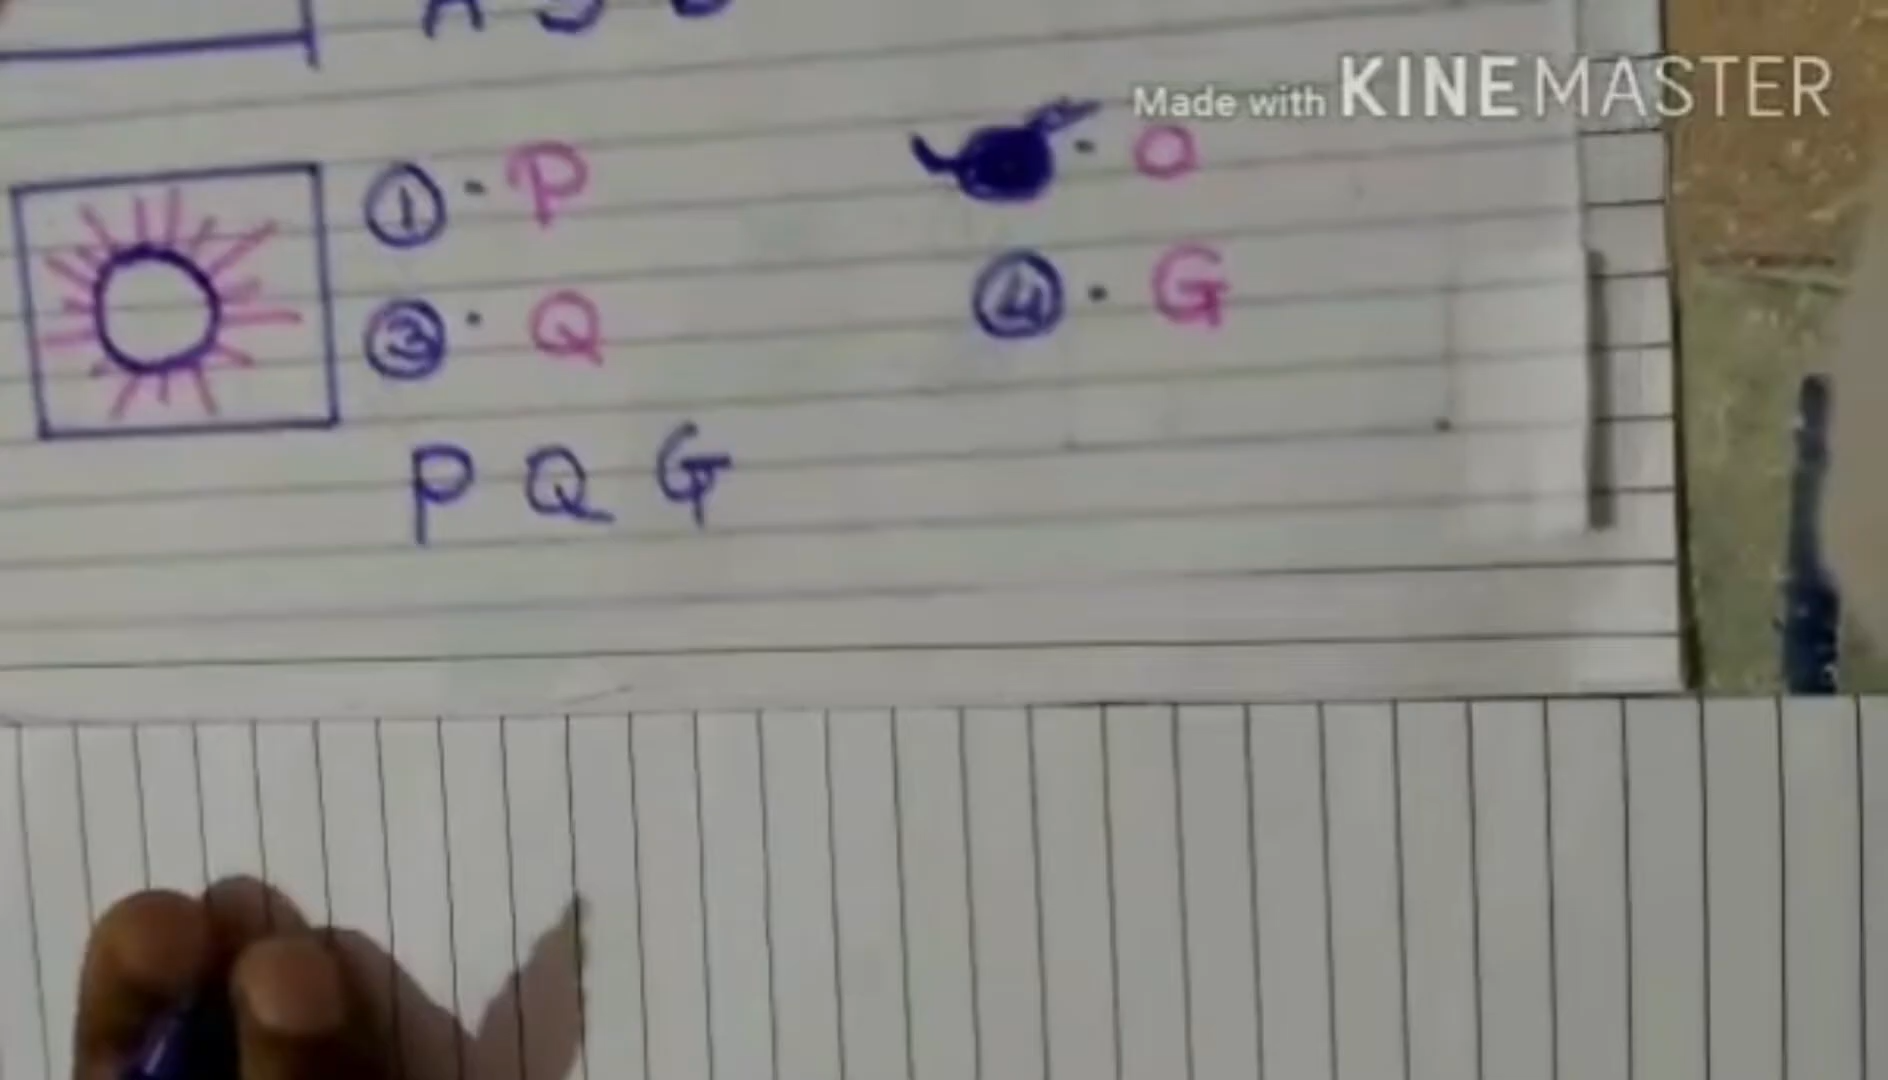 Made with KINEMASTER
① · P · O
③ · Q ④ · G
P Q G